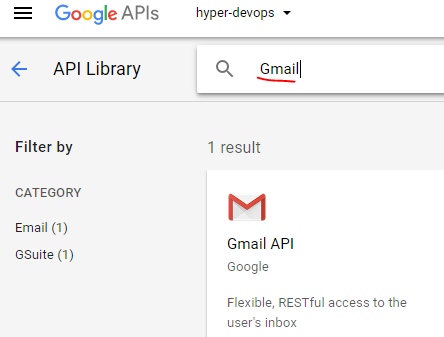 Google APIs hyper-devops
API Library Gmail
Filter by
1 result
CATEGORY
Email (1)
GSuite (1)
Gmail API
Google
Flexible, RESTful access to the
user's inbox